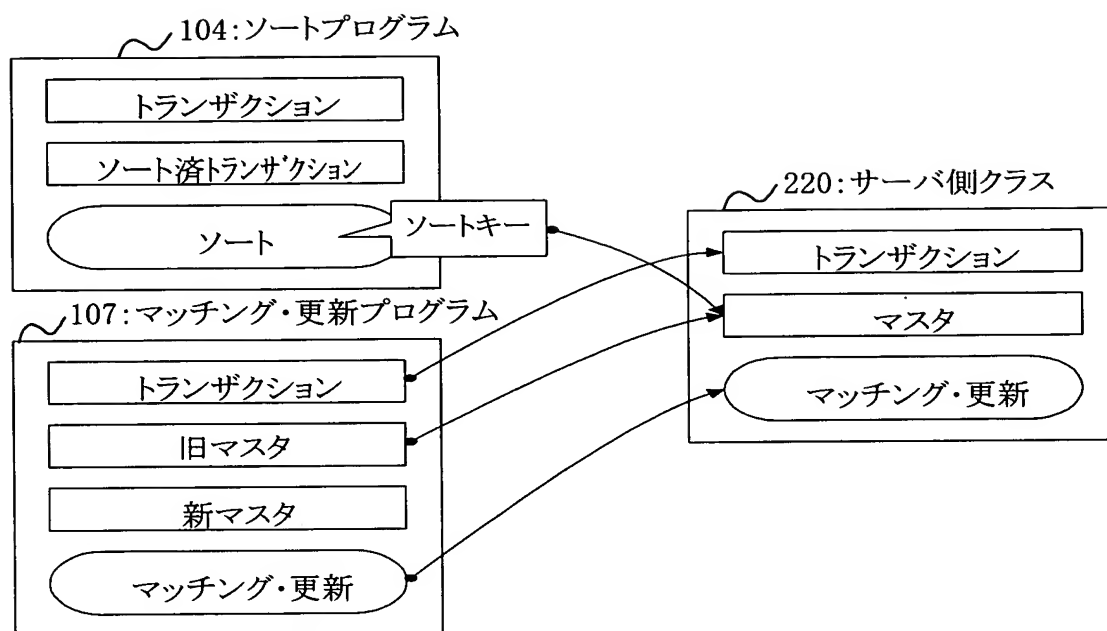 104:ソートプログラム
トランザクション
ソート済トランザクション
ソート
ソートキー
107:マッチング・更新プログラム
トランザクション
旧マスタ
新マスタ
マッチング・更新
220:サーバ側クラス
トランザクション
マスタ
マッチング・更新